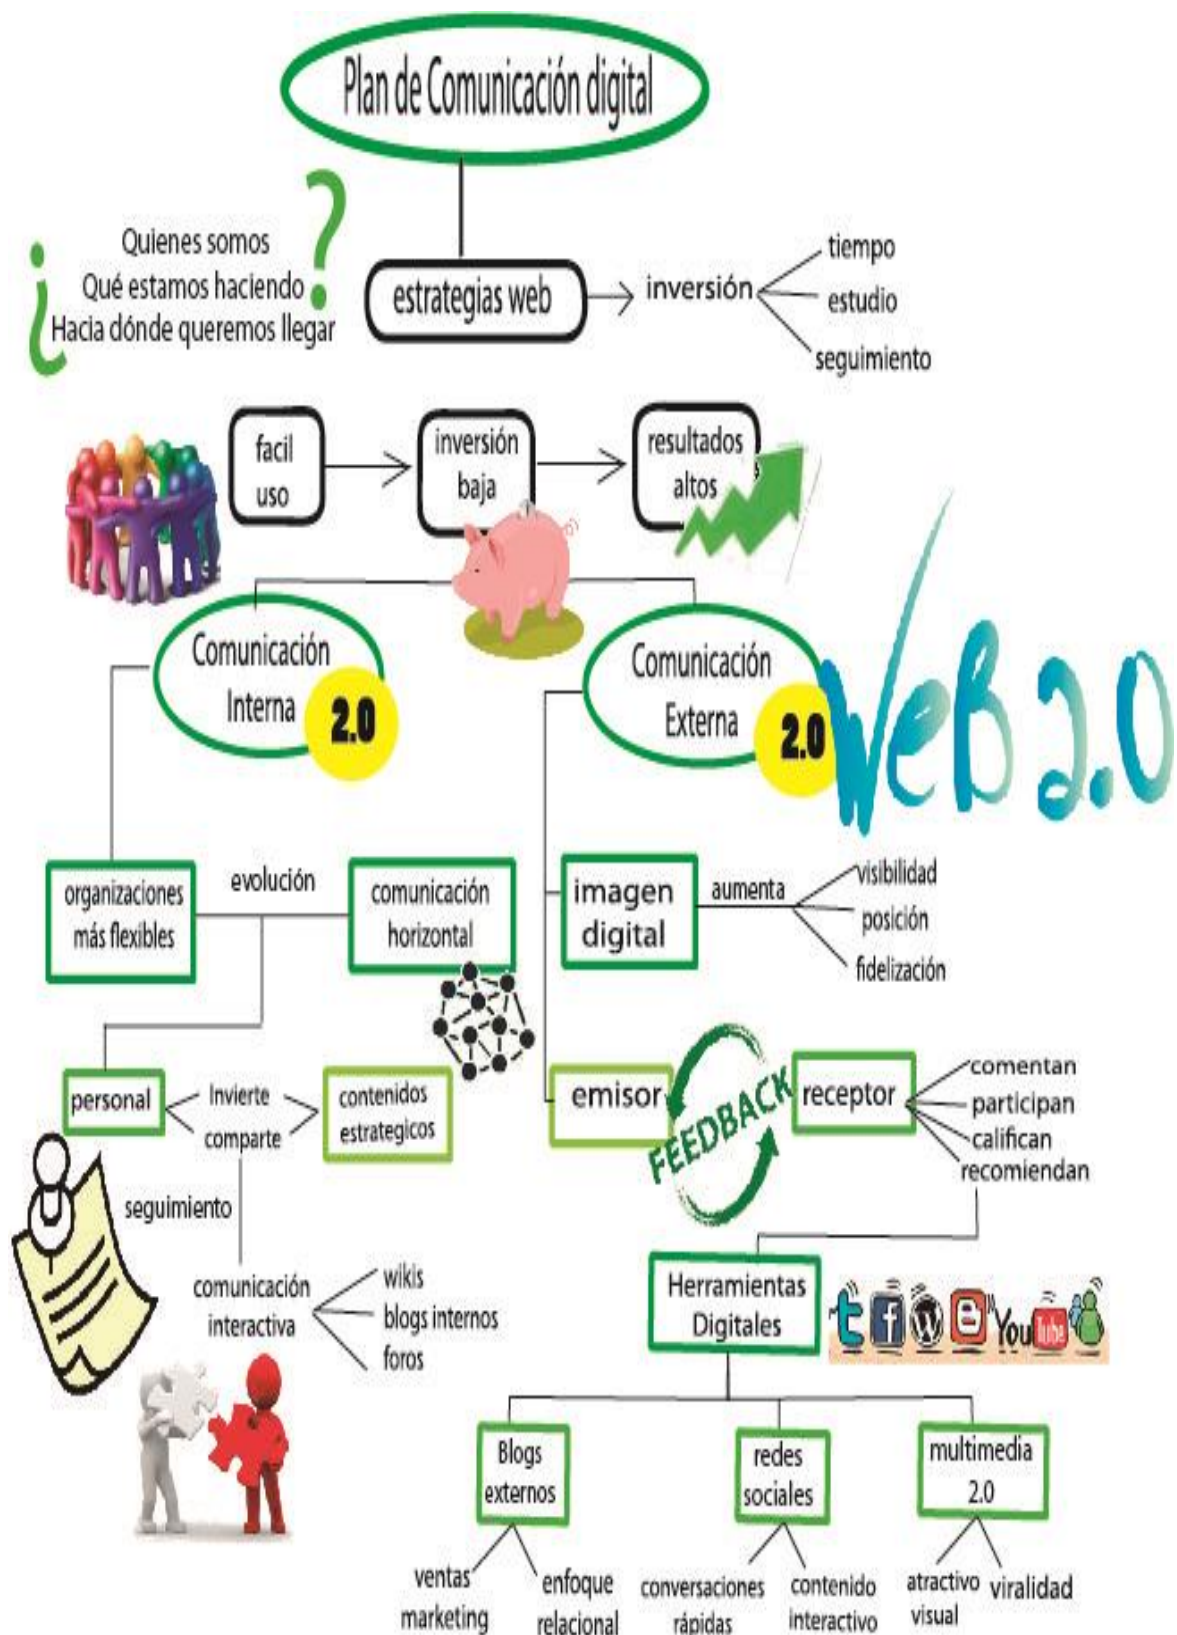 Plan de Comunicación digital
¿
?
Quienes somos
Qué estamos haciendo
Hacia dónde queremos llegar
estrategias web
inversión
tiempo
estudio
seguimiento
facil
uso
inversión
baja
resultados
altos
Comunicación
Interna
2.0
Comunicación
Externa
2.0
WeB 2.0
organizaciones
más flexibles
evolución
comunicación
horizontal
imagen
digital
aumenta
visibilidad
posición
fidelización
personal
Invierte
comparte
contenidos
estrategicos
emisor
FEEDBACK
receptor
comentan
participan
califican
recomiendan
seguimiento
comunicación
interactiva
wikis
blogs internos
foros
Herramientas
Digitales
t
f
W
B
You Tube
Blogs
externos
redes
sociales
multimedia
2.0
ventas
marketing
enfoque
relacional
conversaciones
rápidas
contenido
interactivo
atractivo
visual
viralidad